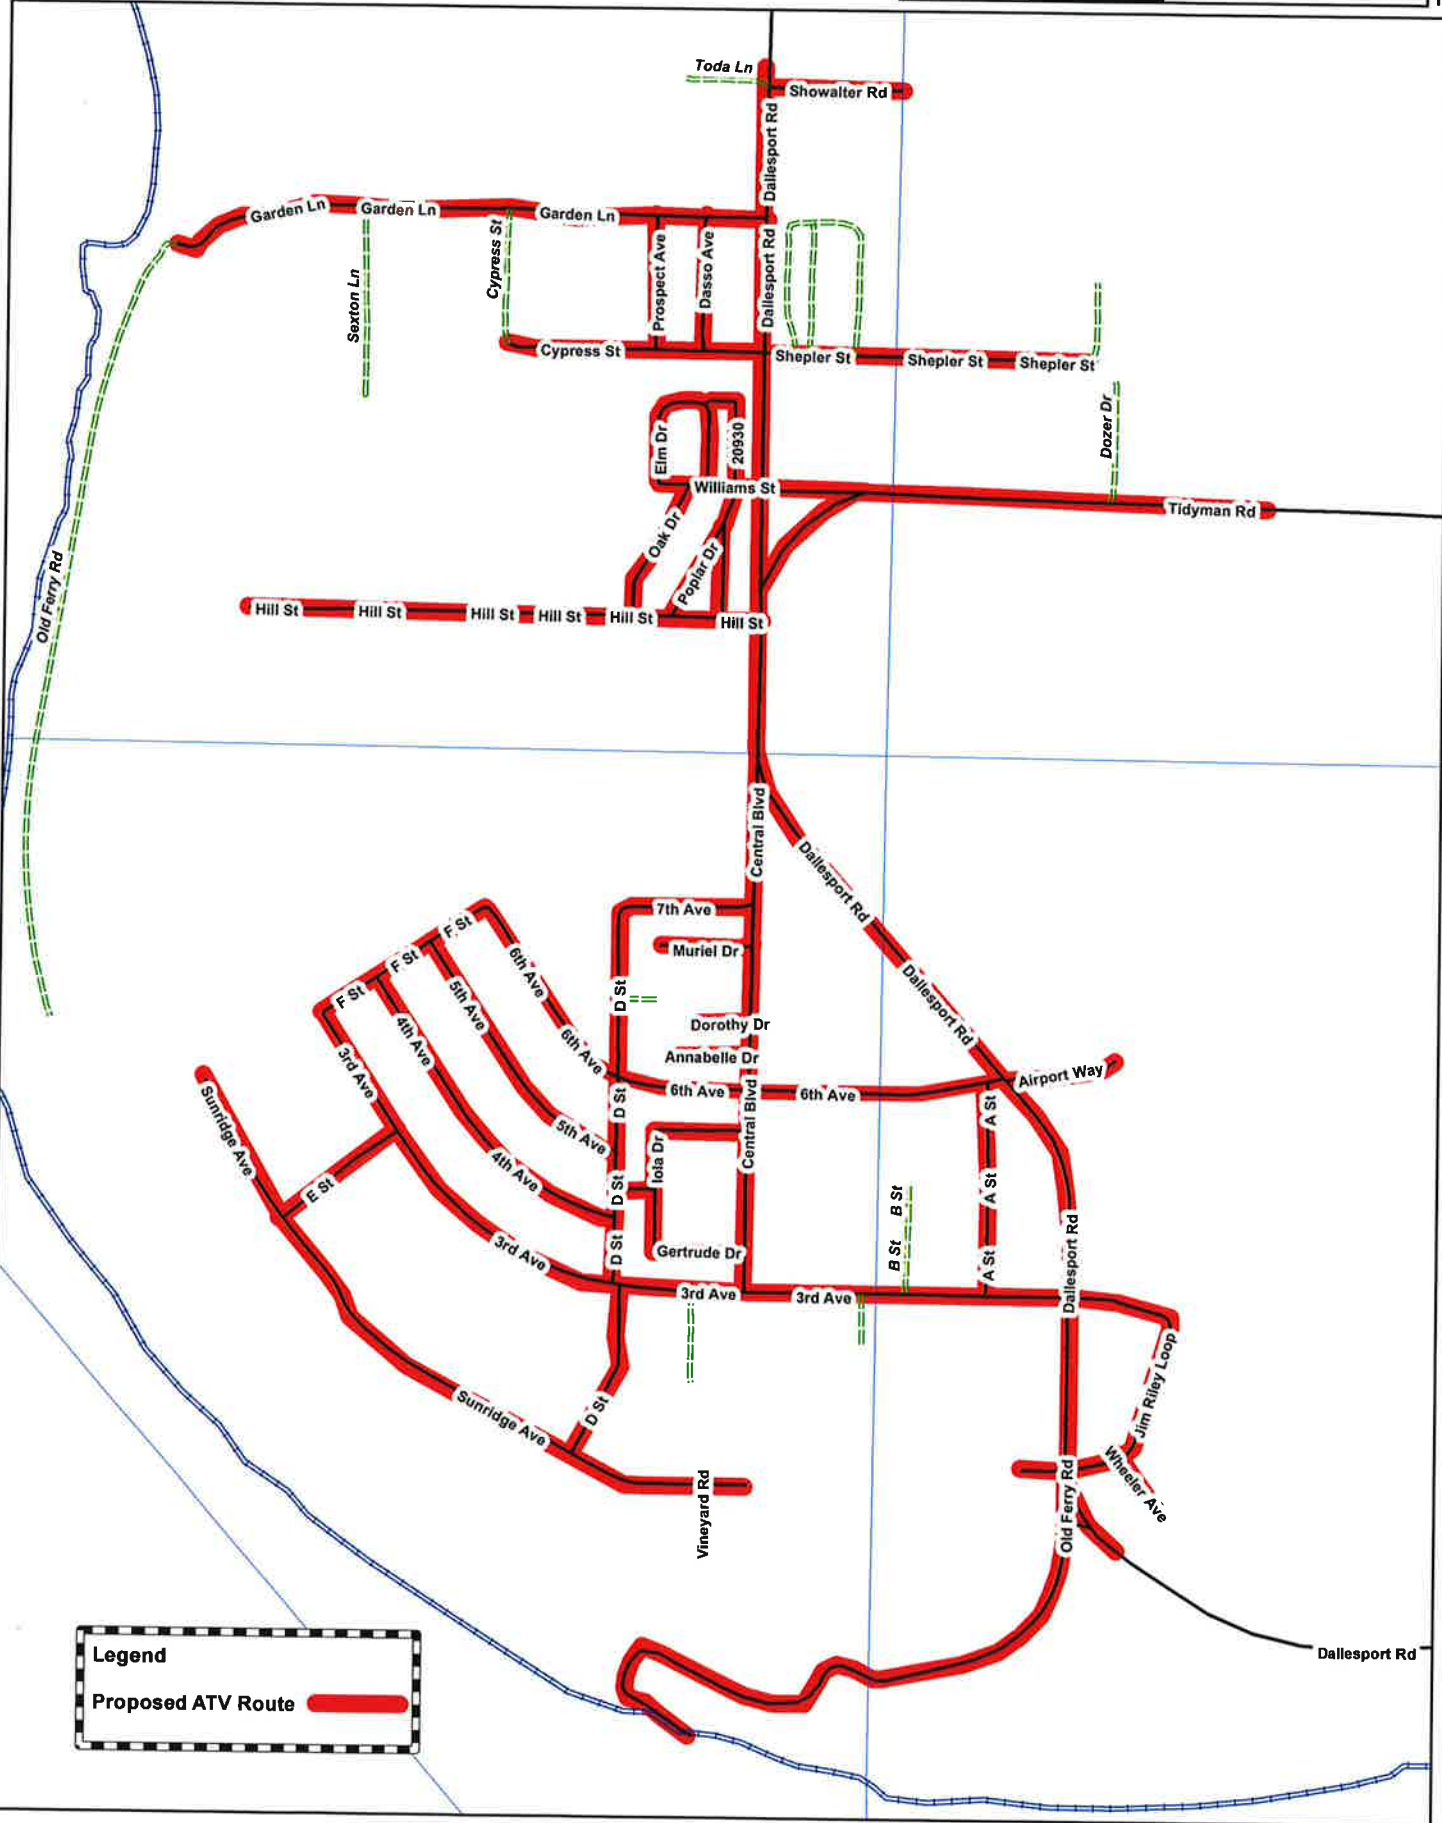 Toda Ln
Showalter Rd
Dallesport Rd
Garden Ln
Garden Ln
Garden Ln
Cypress St
Sexton Ln
Prospect Ave
Dasso Ave
Dallesport Rd
Cypress St
Shepler St
Shepler St
Shepler St
Elm Dr
20930
Dozer Dr
Williams St
Tidyman Rd
Oak Dr
Poplar Dr
Old Ferry Rd
Hill St
Hill St
Hill St
Hill St
Hill St
Hill St
Central Blvd
Dallesport Rd
7th Ave
F St
F St
F St
Muriel Dr
6th Ave
5th Ave
D St
Dallesport Rd
4th Ave
Dorothy Dr
6th Ave
Annabelle Dr
3rd Ave
Airport Way
6th Ave
6th Ave
D St
A St
Central Blvd
Sunridge Ave
5th Ave
Iola Dr
4th Ave
E St
D St
B St
A St
3rd Ave
D St
Gertrude Dr
B St
A St
Dallesport Rd
3rd Ave
3rd Ave
Jim Riley Loop
Sunridge Ave
D St
Wheeler Ave
Vineyard Rd
Old Ferry Rd
Dallesport Rd
Legend
Proposed ATV Route